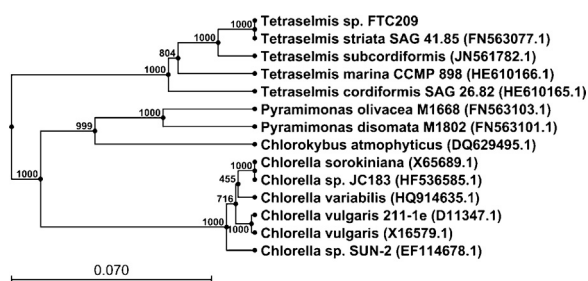 1000 Tetraselmis sp. FTC209
1000 Tetraselmis striata SAG 41.85 (FN563077.1)
804 Tetraselmis subcordiformis (JN561782.1)
1000 Tetraselmis marina CCMP 898 (HE610166.1)
Tetraselmis cordiformis SAG 26.82 (HE610165.1)
1000 1000 Pyramimonas olivacea M1668 (FN563103.1)
999 Pyramimonas disomata M1802 (FN563101.1)
Chlorokybus atmophyticus (DQ629495.1)
1000 1000 Chlorella sorokiniana (X65689.1)
455 Chlorella sp. JC183 (HF536585.1)
716 Chlorella variabilis (HQ914635.1)
1000 Chlorella vulgaris 211-1e (D11347.1)
1000 Chlorella vulgaris (X16579.1)
Chlorella sp. SUN-2 (EF114678.1)
0.070